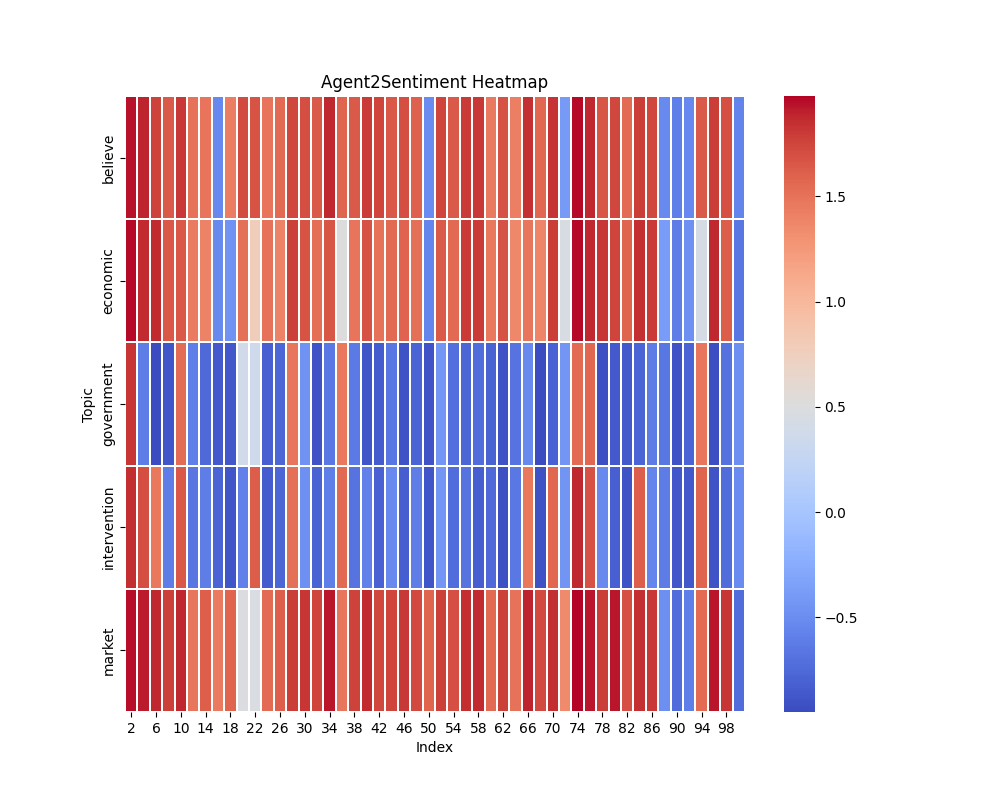 Agent2Sentiment Heatmap
Topic
believe
economic
government
intervention
market
2 6 10 14 18 22 26 30 34 38 42 46 50 54 58 62 66 70 74 78 82 86 90 94 98
Index
1.5
1.0
0.5
0.0
−0.5